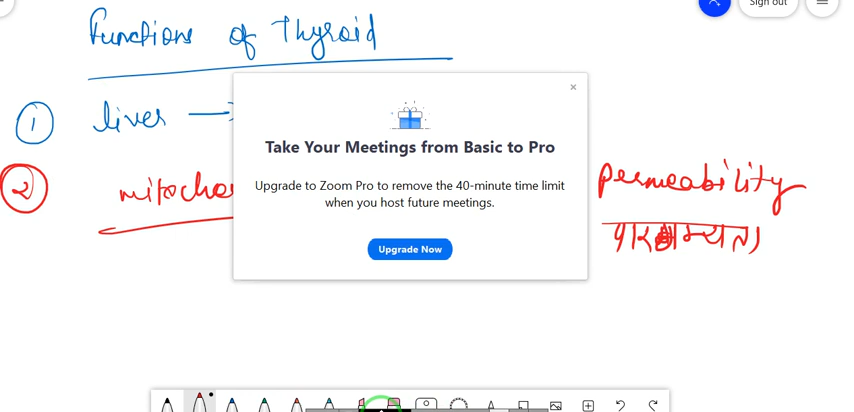 Sign out
Functions of Thyroid
① liver →
×
Take Your Meetings from Basic to Pro
② mitocho
Upgrade to Zoom Pro to remove the 40-minute time limit
when you host future meetings.
permeability
Upgrade Now